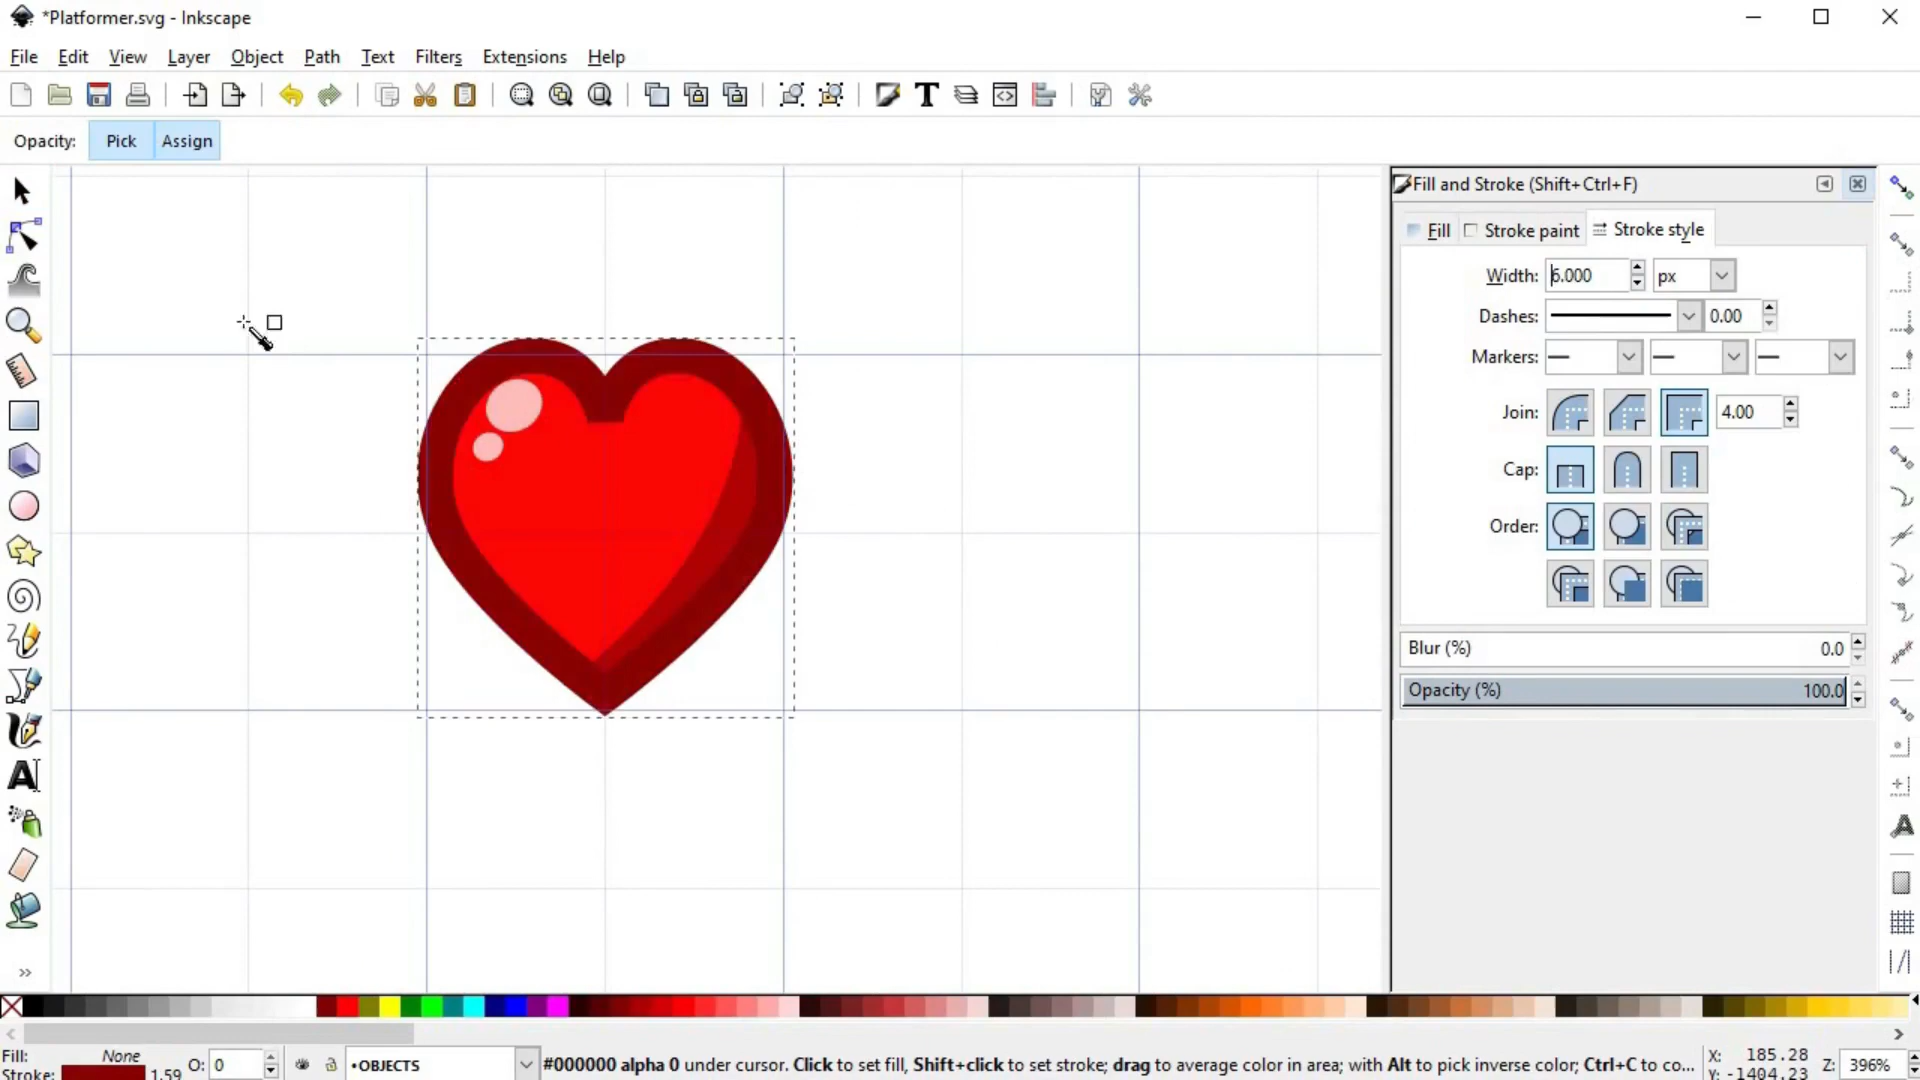 *Platformer.svg - Inkscape
File Edit View Layer Object Path Text Filters Extensions Help
Opacity: Pick Assign
Fill and Stroke (Shift+Ctrl+F)
Fill Stroke paint Stroke style
Width: 6.000 px
Dashes: 0.00
Markers:
Join: 4.00
Cap:
Order:
Blur (%) 0.0
Opacity (%) 100.0
Fill: None
Stroke: 1.59
O: 0
•OBJECTS
#000000 alpha 0 under cursor. Click to set fill, Shift+click to set stroke; drag to average color in area; with Alt to pick inverse color; Ctrl+C to co...
X: 185.28
Y: -1404.23
Z: 396%